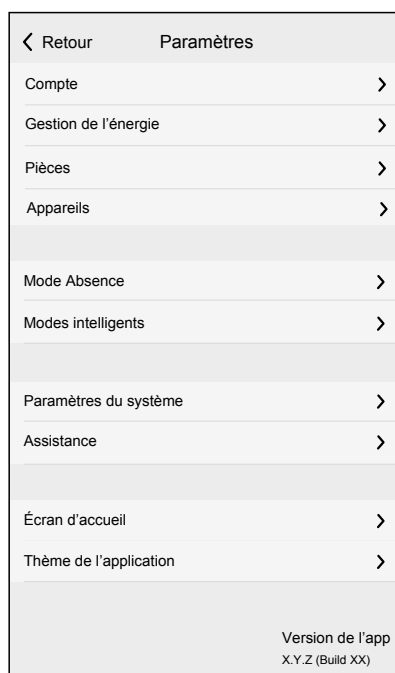 Retour Paramètres
Compte
Gestion de l’énergie
Pièces
Appareils
Mode Absence
Modes intelligents
Paramètres du système
Assistance
Écran d’accueil
Thème de l’application
Version de l’app
X.Y.Z (Build XX)